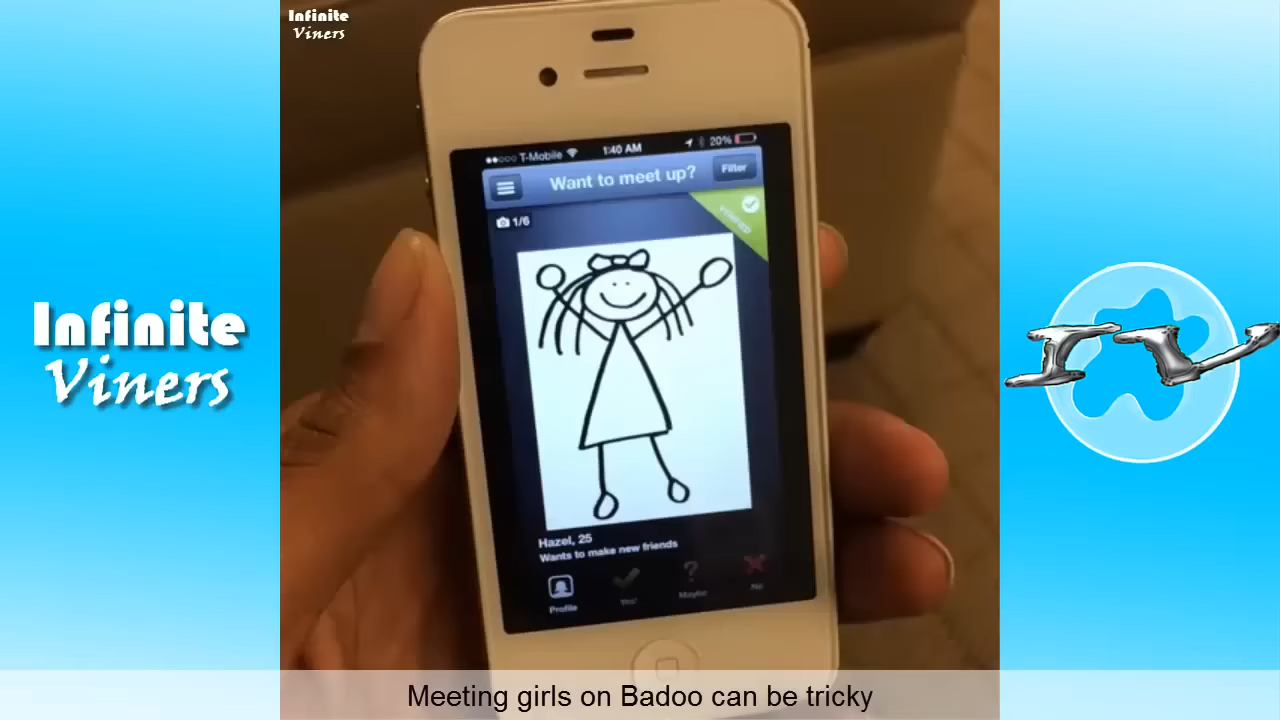 Infinite
Viners
T-Mobile
1:40 AM
20%
Want to meet up?
Filter
1/6
VERIFIED
Hazel, 25
Wants to make new friends
Profile
Yes!
Maybe
No
Infinite
Viners
IV
Meeting girls on Badoo can be tricky